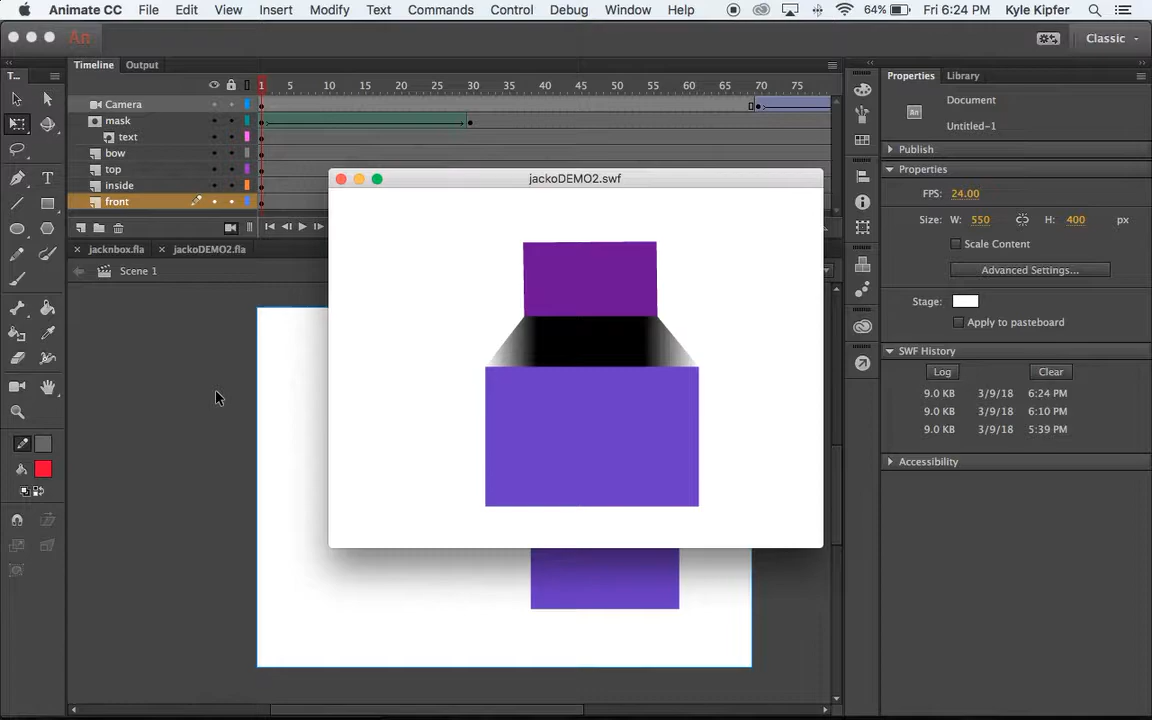 Animate CC File Edit View Insert Modify Text Commands Control Debug Window Help 64% Fri 6:24 PM Kyle Kipfer
An Classic
T... Timeline Output Properties Library
1 5 10 15 20 25 30 35 40 45 50 55 60 65 70 75
Camera
mask
text
bow
top
inside
front
jacknbox.fla jackoDEMO2.fla
Scene 1
jackoDEMO2.swf
An Document
Untitled-1
Publish
Properties
FPS: 24.00
Size: W: 550 H: 400 px
Scale Content
Advanced Settings...
Stage:
Apply to pasteboard
SWF History
Log Clear
9.0 KB 3/9/18 6:24 PM
9.0 KB 3/9/18 6:10 PM
9.0 KB 3/9/18 5:39 PM
Accessibility